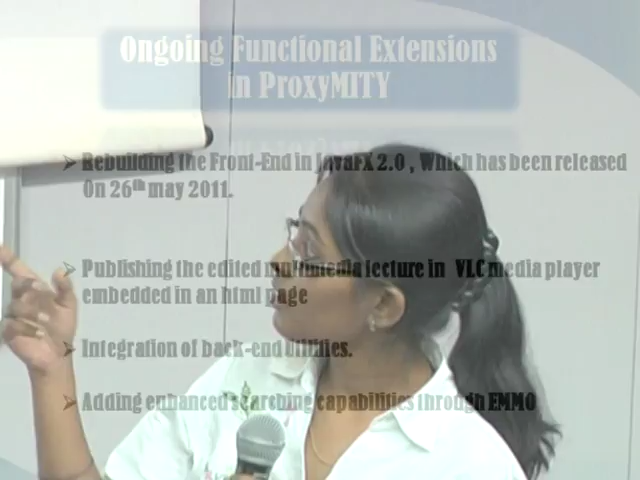 Ongoing Functional Extensions
in ProxyMITY
Rebuilding the Front-End in JavaFX 2.0 , Which has been released
On 26th may 2011.
Publishing the edited multimedia lecture in VLC media player
embedded in an html page
Integration of back-end utilities.
Adding enhanced searching capabilities through EMMO